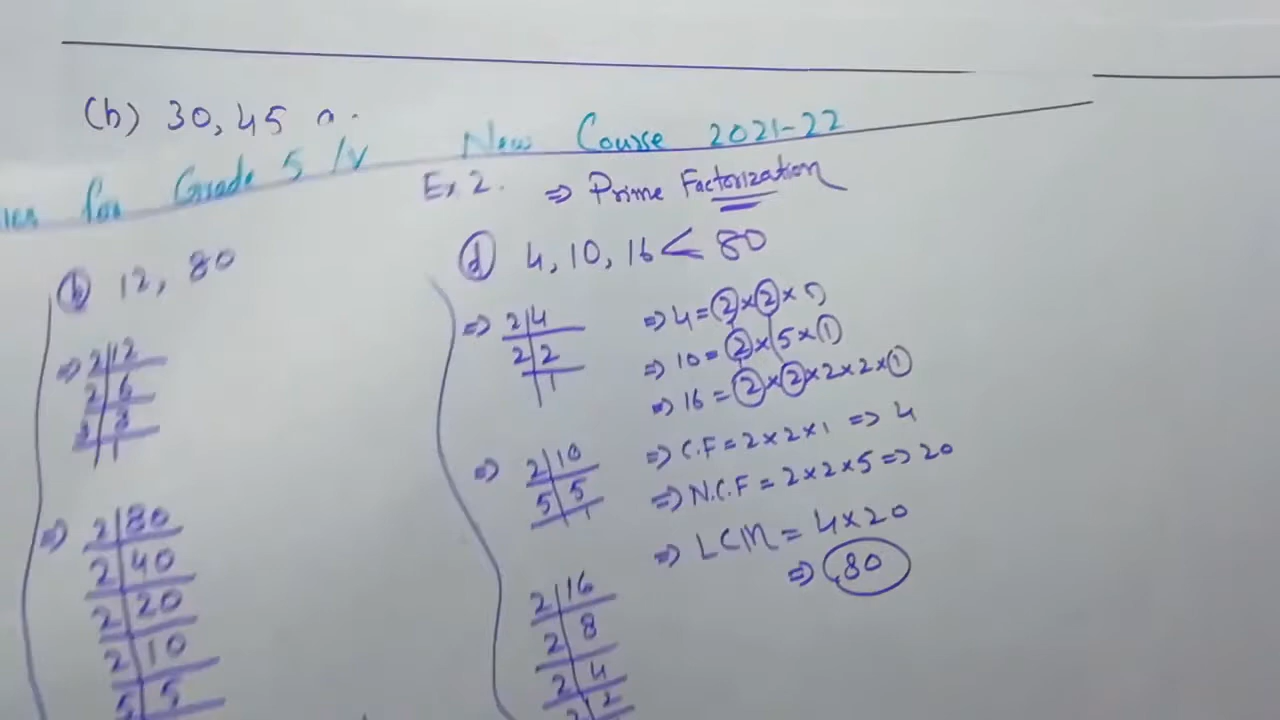 (b) 30, 45
New Course 2021-22
for Grade 5 /V
Ex 2. ⇒ Prime Factorization
(b) 12, 80
⇒ 2|12
2|6
3|3
|1
⇒ 2|80
2|40
2|20
2|10
5|5
(d) 4, 10, 16 < 80
⇒ 2|4
2|2
|1
⇒ 2|10
5|5
|1
2|16
2|8
2|4
2|2
⇒ 4 = 2 × 2 ×
⇒ 10 = 2 × 5 × 1
⇒ 16 = 2 × 2 × 2 × 2 × 1
⇒ C.F = 2 × 2 × 1 ⇒ 4
⇒ N.C.F = 2 × 2 × 5 ⇒ 20
⇒ LCM = 4 × 20
⇒ 80